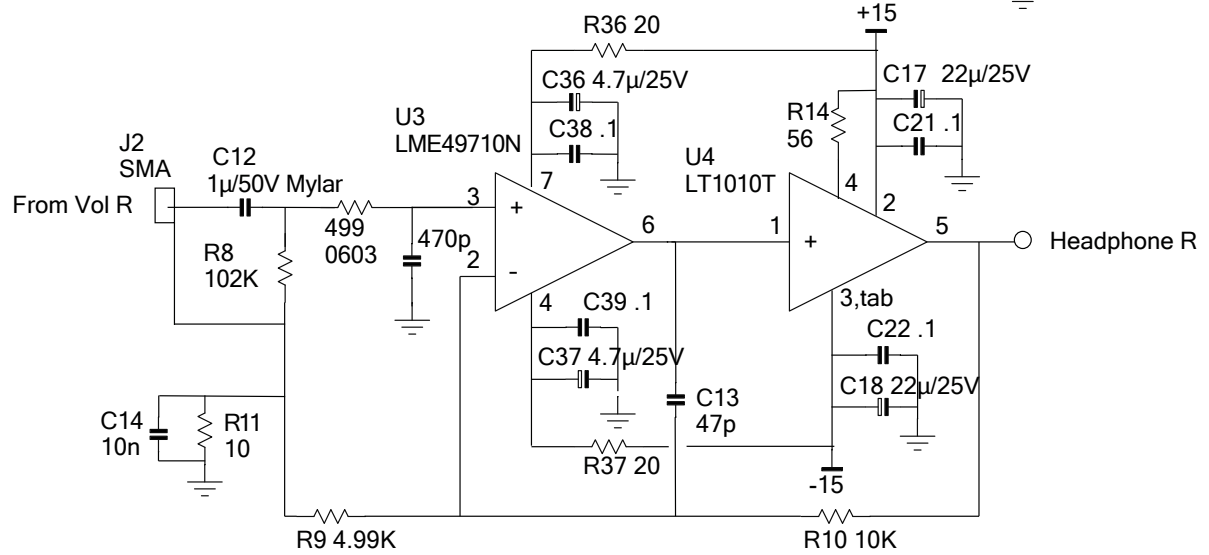 +15
R36 20
C36 4.7µ/25V
C17 22µ/25V
U3
LME49710N
C38 .1
R14
56
C21 .1
J2
SMA
C12
1µ/50V Mylar
U4
LT1010T
7
4
2
From Vol R
3
+
6
1
+
5
Headphone R
499
0603
470p
R8
102K
2
-
4
C39 .1
3,tab
C22 .1
C37 4.7µ/25V
C13
47p
C18 22µ/25V
C14
10n
R11
10
R37 20
-15
R9 4.99K
R10 10K